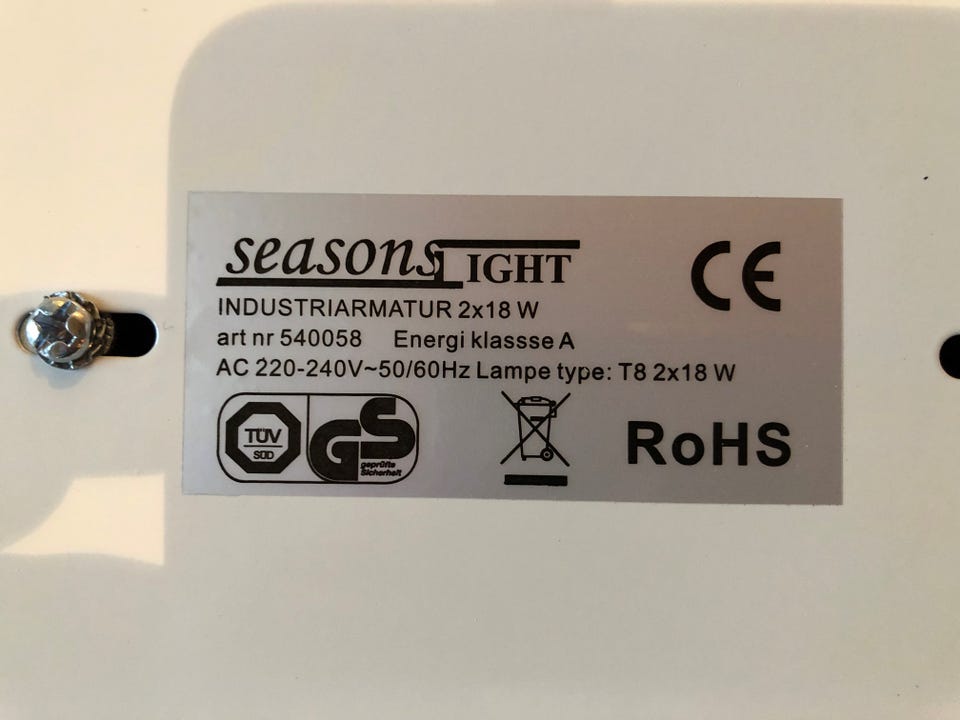 seasons LIGHT
CE
INDUSTRIARMATUR 2x18 W
art nr 540058 Energi klassse A
AC 220-240V~50/60Hz Lampe type: T8 2x18 W
TÜV
SÜD
GS
geprüfte
Sicherheit
RoHS